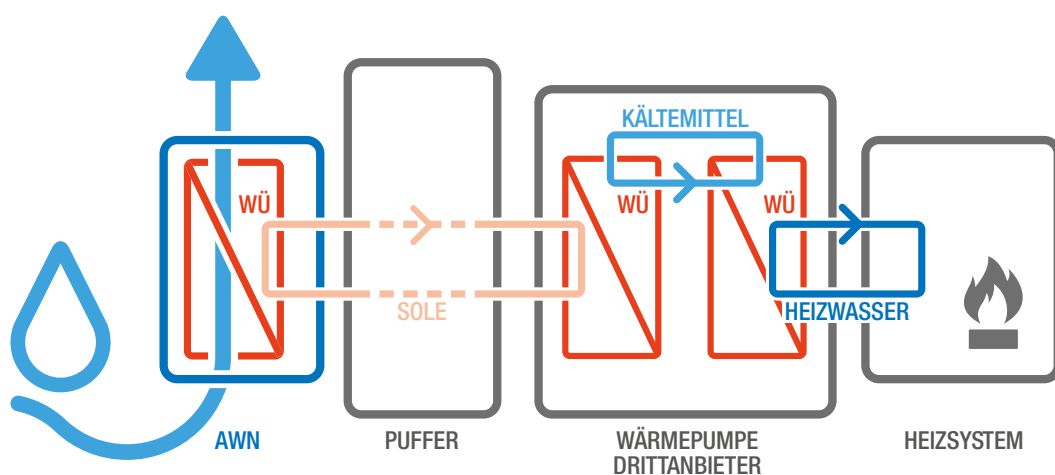 KÄLTEMITTEL
WÜ
WÜ
WÜ
SOLE
HEIZWASSER
AWN
PUFFER
WÄRMEPUMPE
DRITTANBIETER
HEIZSYSTEM